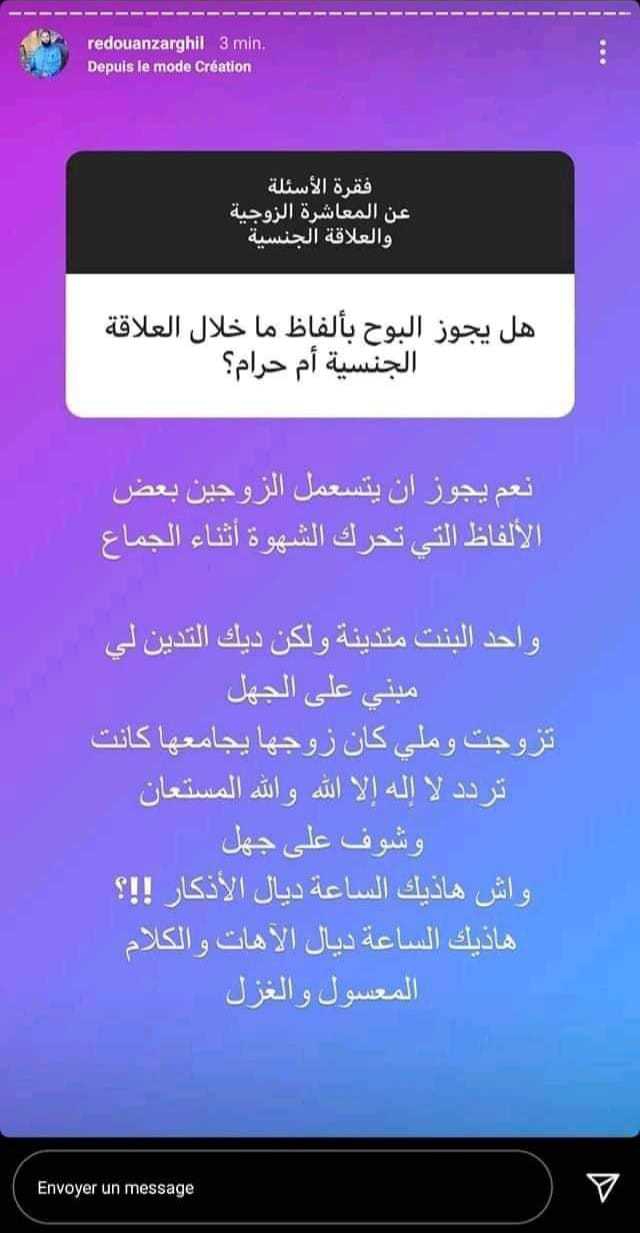 redouanzarghil 3 min.
Depuis le mode Création
فقرة الأسئلة
عن المعاشرة الزوجية
والعلاقة الجنسية
هل يجوز البوح بألفاظ ما خلال العلاقة
الجنسية أم حرام؟
نعم يجوز ان يتسعمل الزوجين بعض
الألفاظ التي تحرك الشهوة أثناء الجماع
واحد البنت متدينة ولكن ديك التدين لي
مبني على الجهل
تزوجت وملي كان زوجها يجامعها كانت
تردد لا إله إلا الله والله المستعان
وشوف على جهل
واش هاذيك الساعة ديال الأذكار !!؟
هاذيك الساعة ديال الآهات والكلام
المعسول والغزل
Envoyer un message